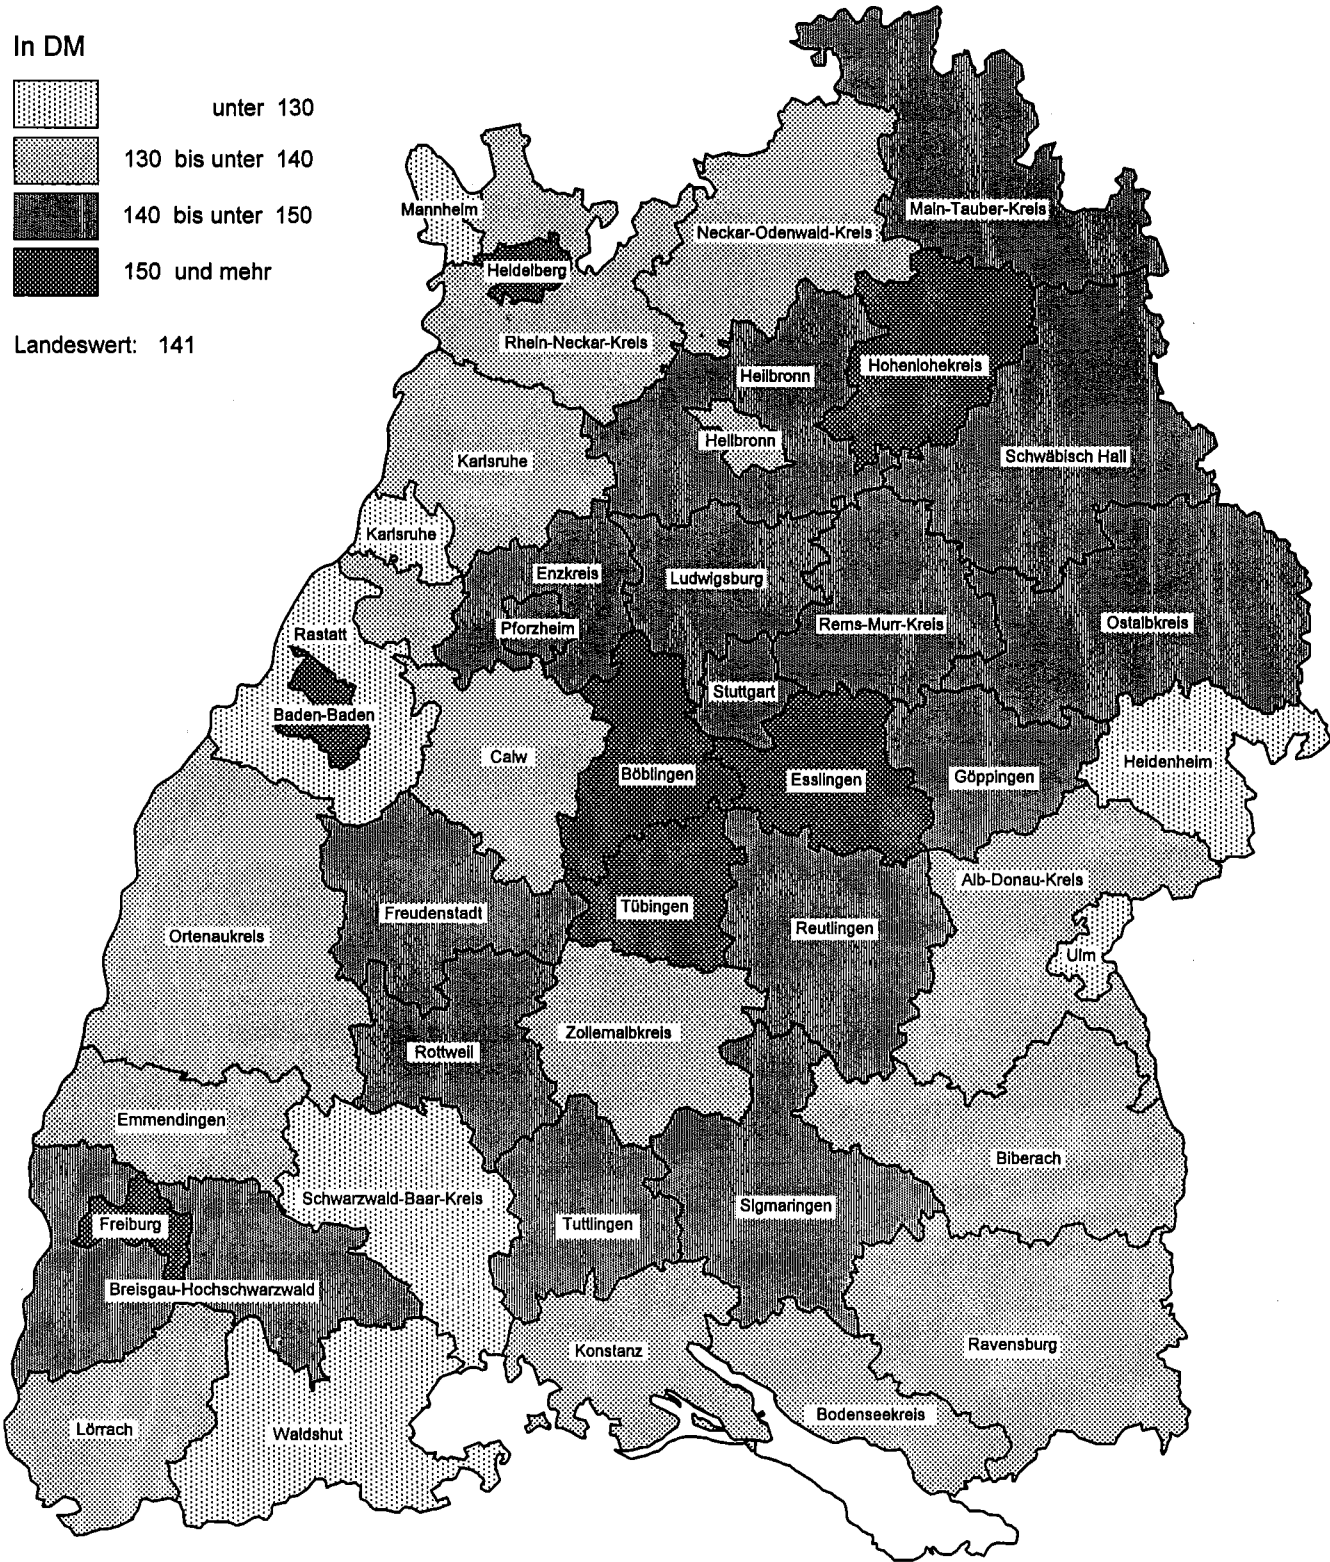 In DM
unter 130
130 bis unter 140
140 bis unter 150
150 und mehr
Landeswert: 141
Mannheim
Main-Tauber-Kreis
Neckar-Odenwald-Kreis
Heidelberg
Rhein-Neckar-Kreis
Hohenlohekreis
Heilbronn
Heilbronn
Schwäbisch Hall
Karlsruhe
Karlsruhe
Enzkreis
Ludwigsburg
Pforzheim
Rems-Murr-Kreis
Ostalbkreis
Rastatt
Stuttgart
Baden-Baden
Calw
Böblingen
Esslingen
Göppingen
Heidenheim
Alb-Donau-Kreis
Freudenstadt
Tübingen
Reutlingen
Ortenaukreis
Ulm
Zollernalbkreis
Rottweil
Emmendingen
Biberach
Schwarzwald-Baar-Kreis
Sigmaringen
Freiburg
Tuttlingen
Breisgau-Hochschwarzwald
Konstanz
Ravensburg
Bodenseekreis
Lörrach
Waldshut